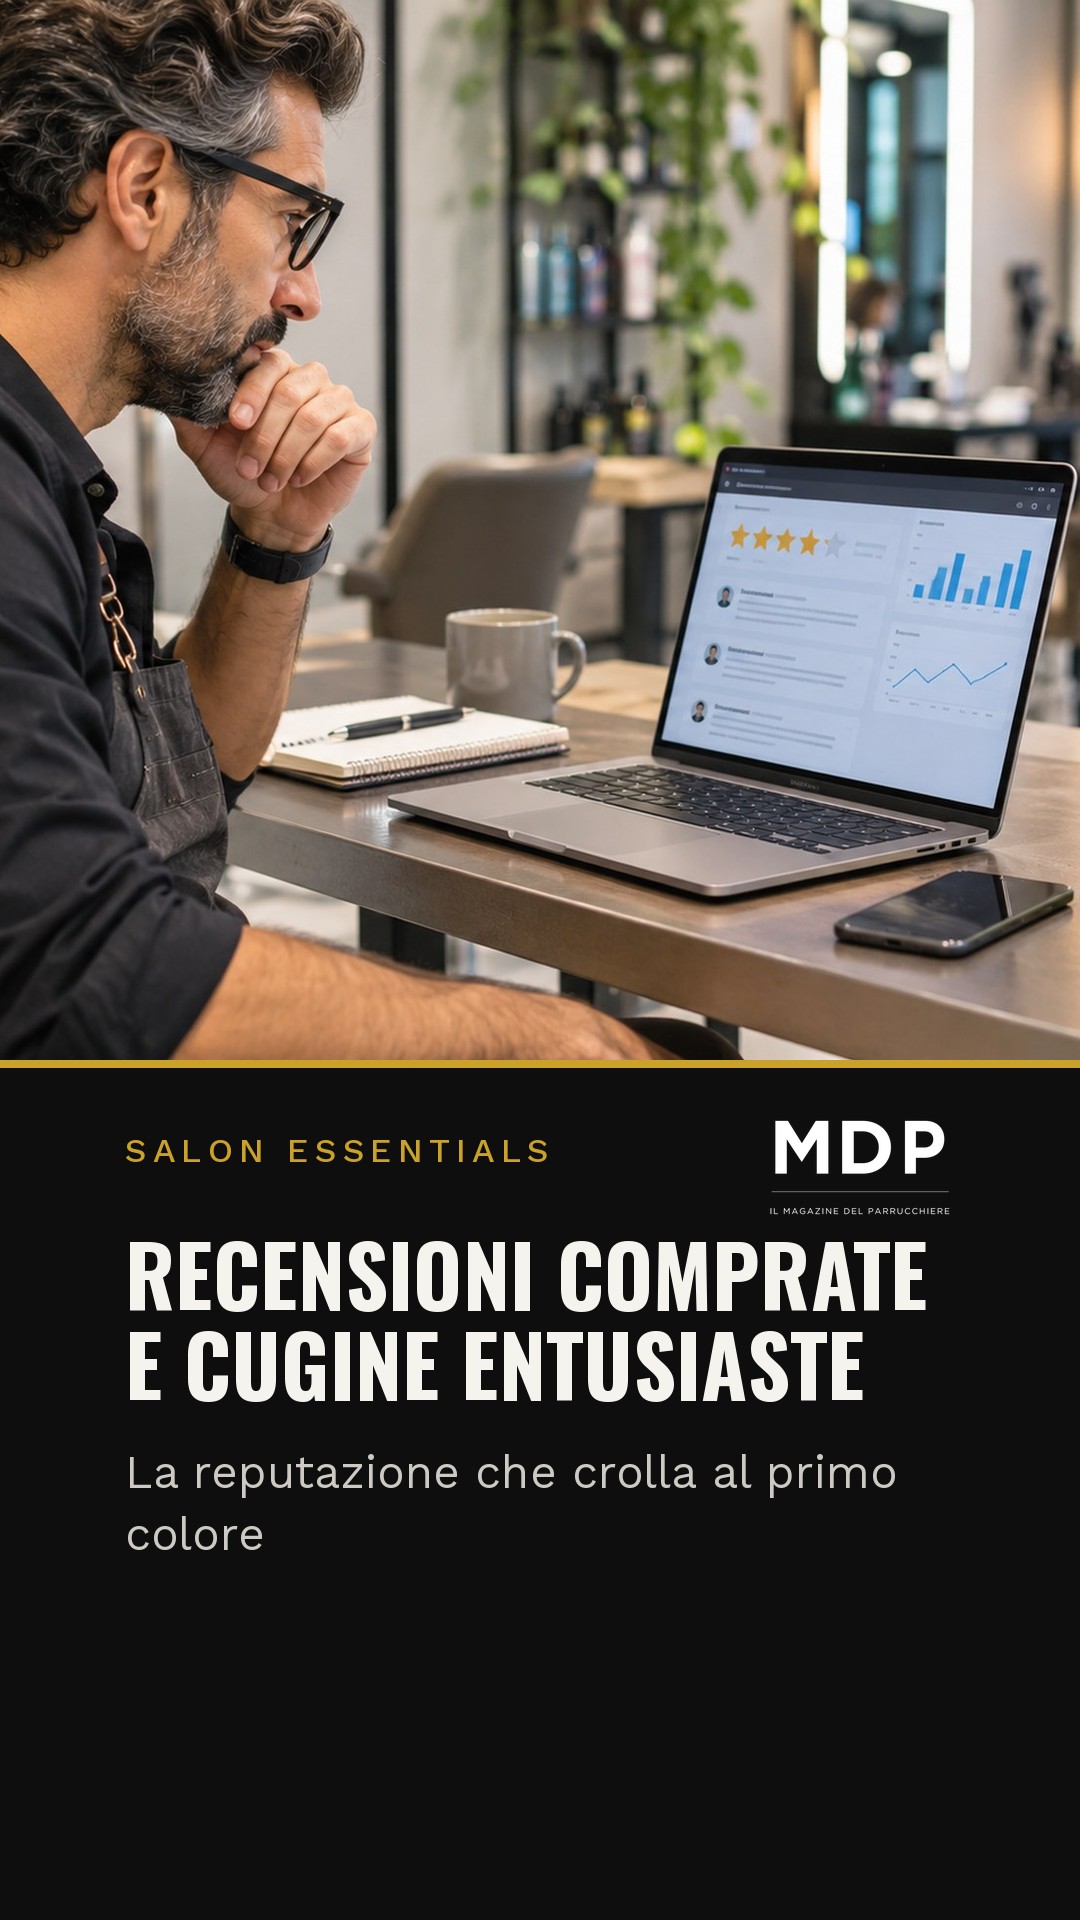 SALON ESSENTIALS
MDP
IL MAGAZINE DEL PARRUCCHIERE
RECENSIONI COMPRATE
E CUGINE ENTUSIASTE
La reputazione che crolla al primo
colore